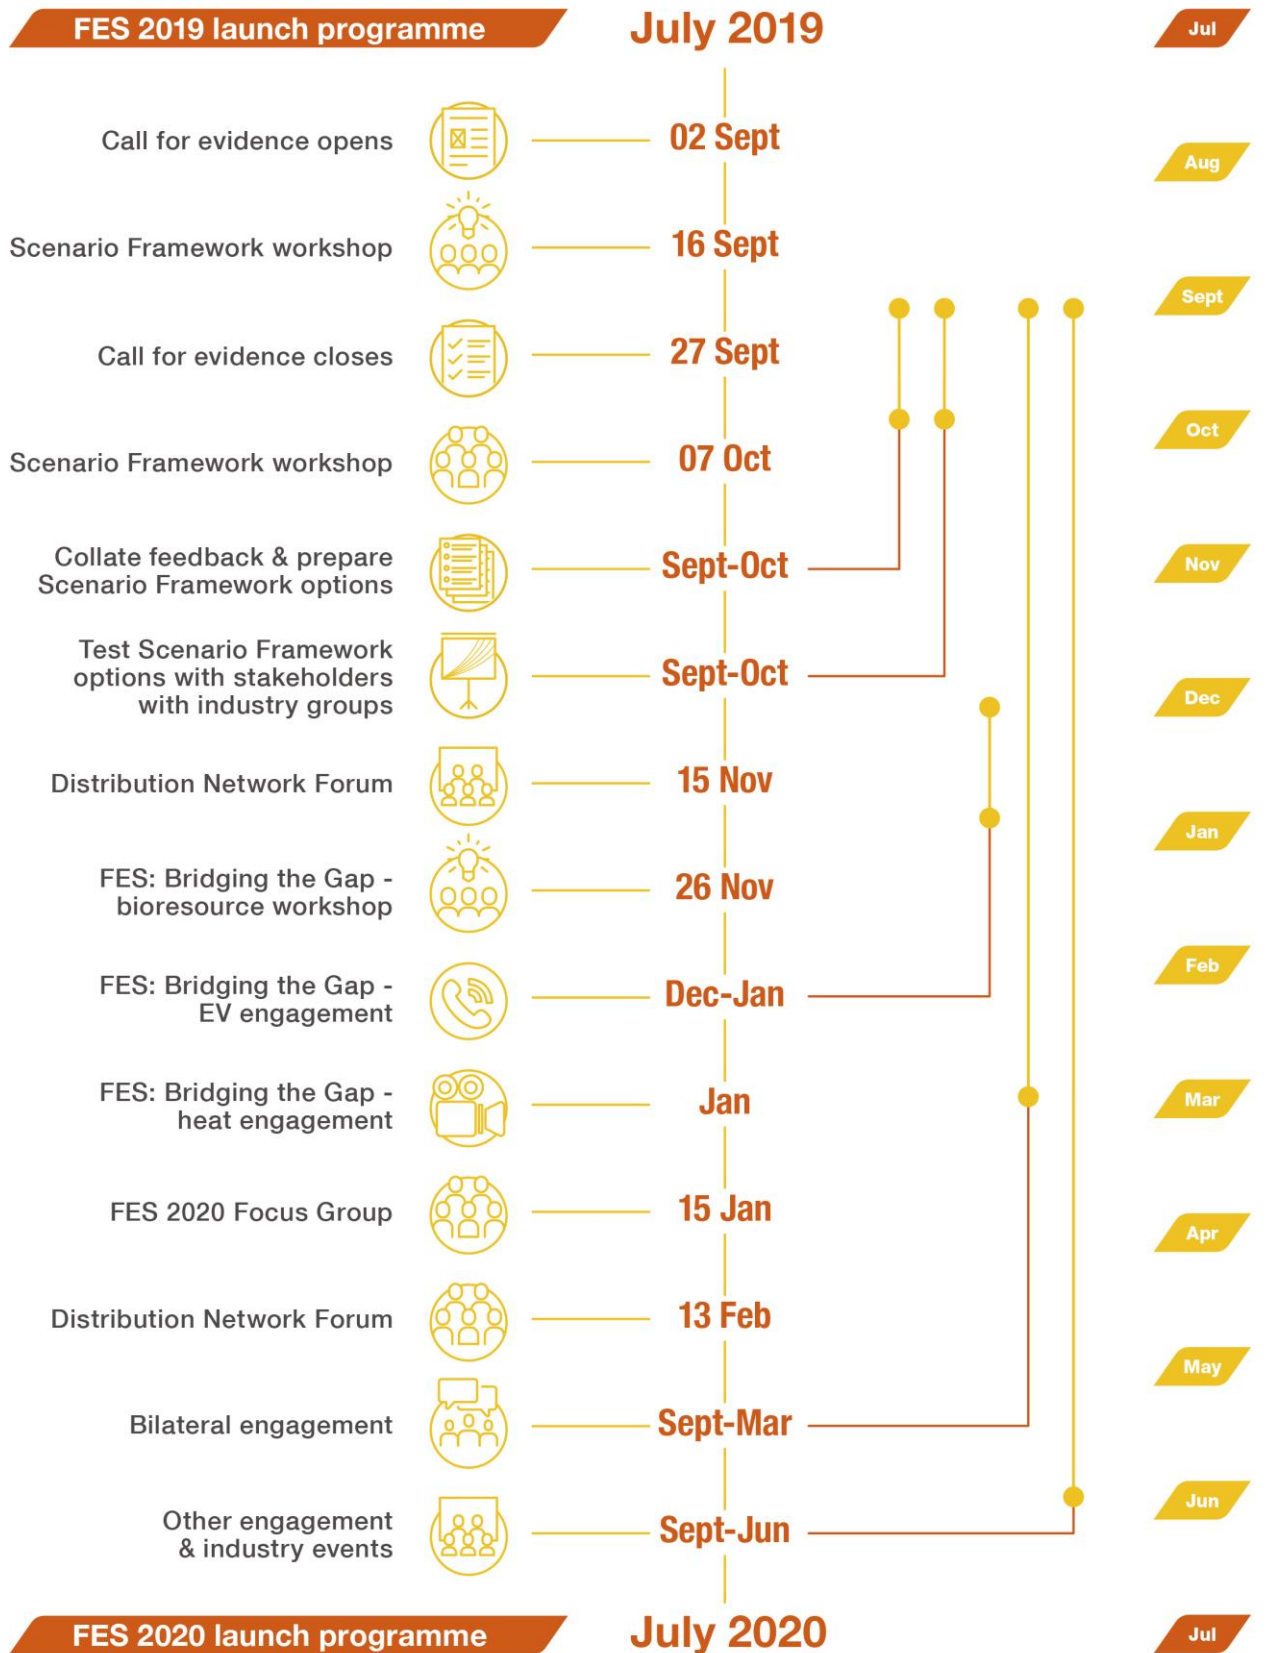 FES 2019 launch programme
July 2019
Jul
Call for evidence opens
02 Sept
Aug
Scenario Framework workshop
16 Sept
Sept
Call for evidence closes
27 Sept
Oct
Scenario Framework workshop
07 Oct
Collate feedback & prepare
Scenario Framework options
Sept-Oct
Nov
Test Scenario Framework
options with stakeholders
with industry groups
Sept-Oct
Dec
Distribution Network Forum
15 Nov
Jan
FES: Bridging the Gap -
bioresource workshop
26 Nov
Feb
FES: Bridging the Gap -
EV engagement
Dec-Jan
FES: Bridging the Gap -
heat engagement
Jan
Mar
FES 2020 Focus Group
15 Jan
Apr
Distribution Network Forum
13 Feb
May
Bilateral engagement
Sept-Mar
Jun
Other engagement
& industry events
Sept-Jun
FES 2020 launch programme
July 2020
Jul